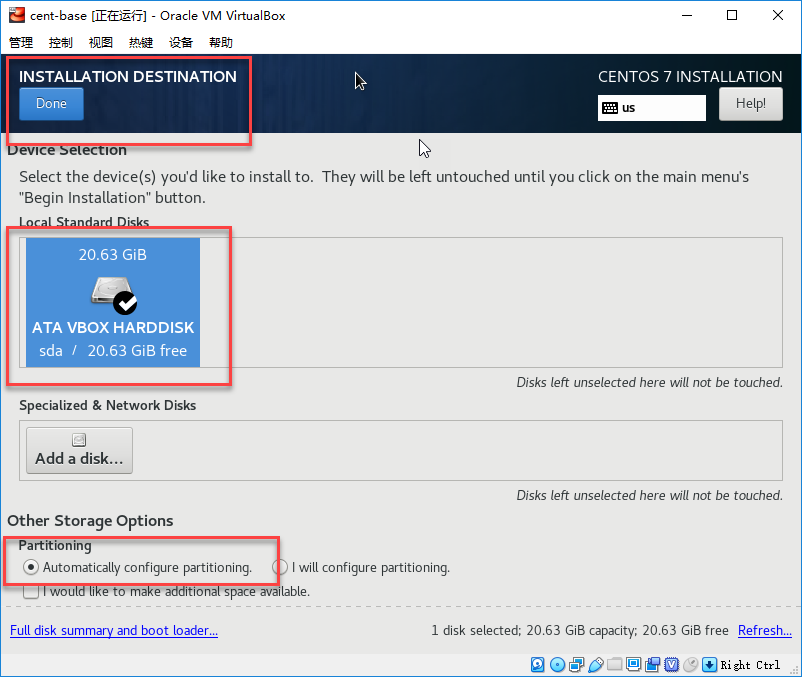 cent-base [正在运行] - Oracle VM VirtualBox
管理 控制 视图 热键 设备 帮助
INSTALLATION DESTINATION
CENTOS 7 INSTALLATION
Done
us
Help!
Device Selection
Select the device(s) you'd like to install to. They will be left untouched until you click on the main menu's
"Begin Installation" button.
Local Standard Disks
20.63 GiB
ATA VBOX HARDDISK
sda / 20.63 GiB free
Disks left unselected here will not be touched.
Specialized & Network Disks
Add a disk...
Disks left unselected here will not be touched.
Other Storage Options
Partitioning
Automatically configure partitioning. I will configure partitioning.
I would like to make additional space available.
Full disk summary and boot loader... 1 disk selected; 20.63 GiB capacity; 20.63 GiB free Refresh...
Right Ctrl